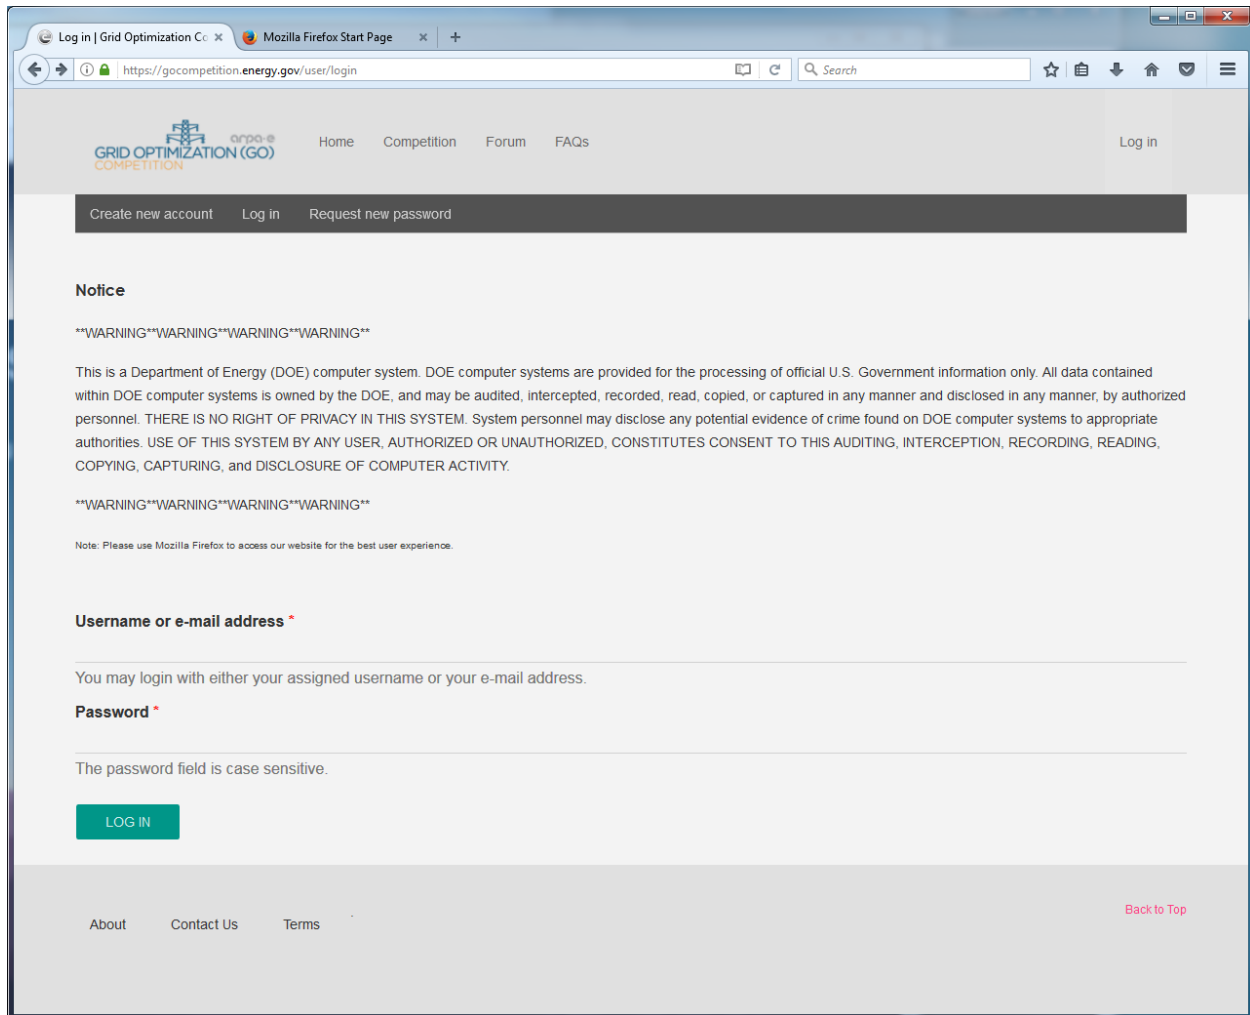 Log in | Grid Optimization Co
Mozilla Firefox Start Page
https://gocompetition.energy.gov/user/login
Search
arpa-e
GRID OPTIMIZATION (GO)
COMPETITION
Home Competition Forum FAQs Log in
Create new account Log in Request new password
Notice
**WARNING**WARNING**WARNING**WARNING**
This is a Department of Energy (DOE) computer system. DOE computer systems are provided for the processing of official U.S. Government information only. All data contained
within DOE computer systems is owned by the DOE, and may be audited, intercepted, recorded, read, copied, or captured in any manner and disclosed in any manner, by authorized
personnel. THERE IS NO RIGHT OF PRIVACY IN THIS SYSTEM. System personnel may disclose any potential evidence of crime found on DOE computer systems to appropriate
authorities. USE OF THIS SYSTEM BY ANY USER, AUTHORIZED OR UNAUTHORIZED, CONSTITUTES CONSENT TO THIS AUDITING, INTERCEPTION, RECORDING, READING,
COPYING, CAPTURING, and DISCLOSURE OF COMPUTER ACTIVITY.
**WARNING**WARNING**WARNING**WARNING**
Note: Please use Mozilla Firefox to access our website for the best user experience.
Username or e-mail address *
You may login with either your assigned username or your e-mail address.
Password *
The password field is case sensitive.
LOG IN
About Contact Us Terms
Back to Top